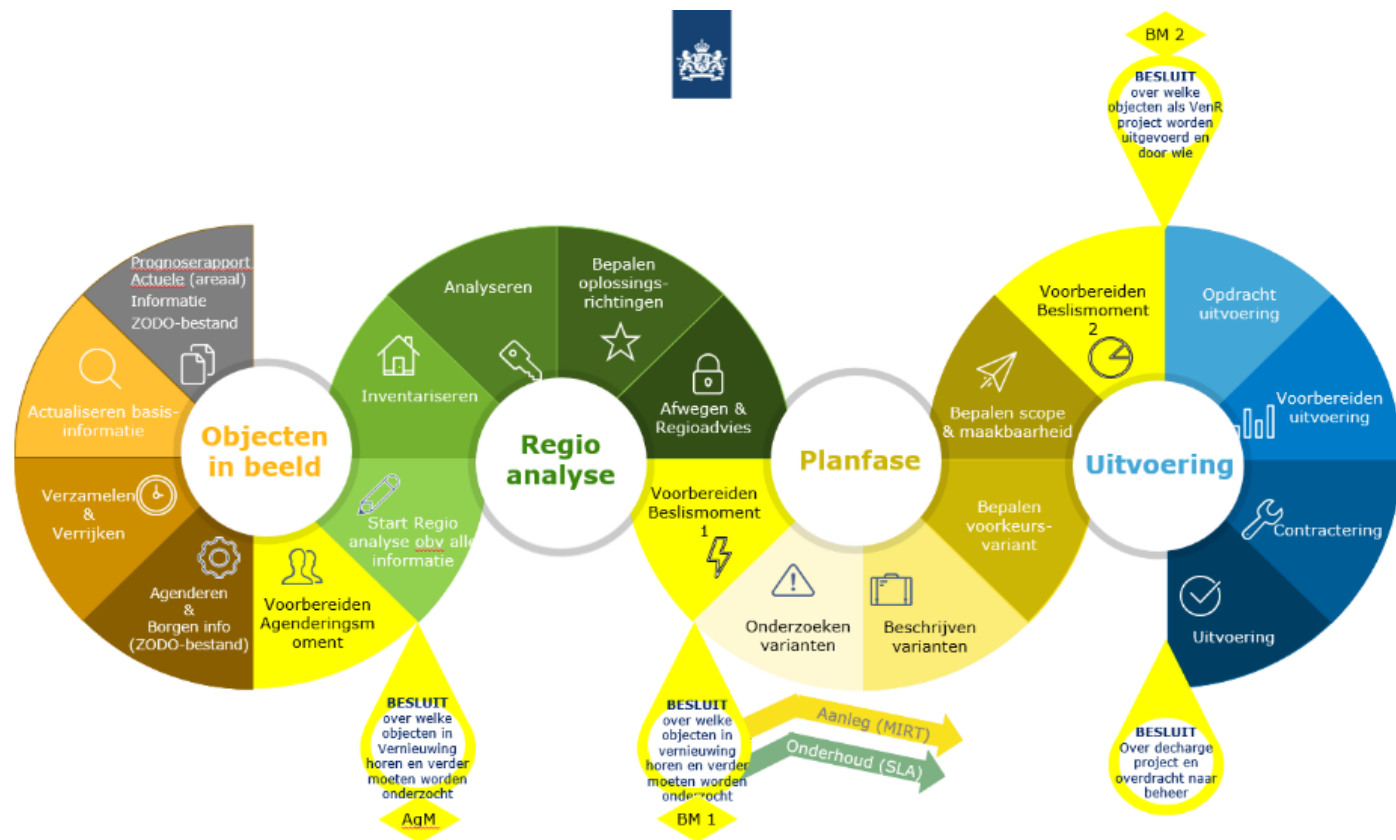 BM 2
BESLUIT
over welke
objecten als VenR
project worden
uitgevoerd en
door wie
Prognoserapport
Actuele (areaal)
Informatie
ZODO-bestand
Actualiseren basis-
informatie
Verzamelen
&
Verrijken
Agenderen
&
Borgen info
(ZODO-bestand)
Voorbereiden
Agenderingsm
oment
Objecten
in beeld
BESLUIT
over welke
objecten in
Vernieuwing
horen en verder
moeten worden
onderzocht
AgM
Start Regio
analyse obv alle
informatie
Inventariseren
Analyseren
Bepalen
oplossings-
richtingen
Afwegen &
Regioadvies
Regio
analyse
Voorbereiden
Beslismoment
1
BESLUIT
over welke
objecten in
vernieuwing
horen en verder
moeten worden
onderzocht
BM 1
Aanleg (MIRT)
Onderhoud (SLA)
Planfase
Onderzoeken
varianten
Beschrijven
varianten
Bepalen
voorkeurs-
variant
Bepalen scope
& maakbaarheid
Voorbereiden
Beslismoment
2
Uitvoering
Opdracht
uitvoering
Voorbereiden
uitvoering
Contractering
Uitvoering
BESLUIT
Over decharge
project en
overdracht naar
beheer